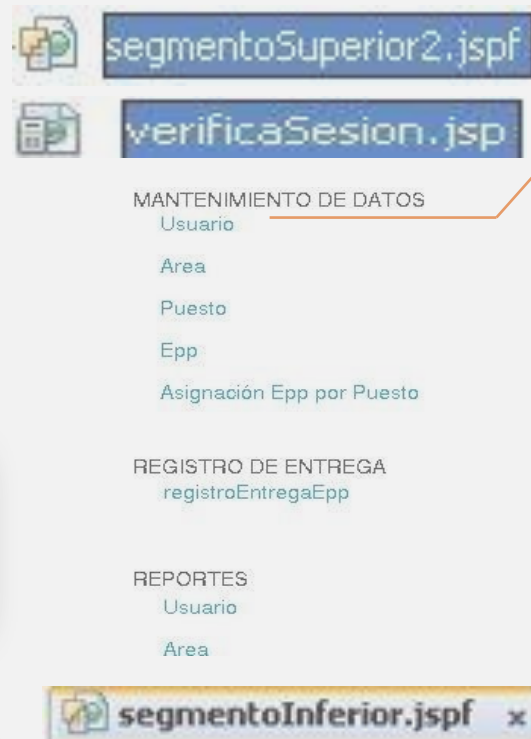 segmentoSuperior2.jspf
verificaSesion.jsp
MANTENIMIENTO DE DATOS
Usuario
Area
Puesto
Epp
Asignación Epp por Puesto
REGISTRO DE ENTREGA
registroEntregaEpp
REPORTES
Usuario
Area
segmentoInferior.jspf x